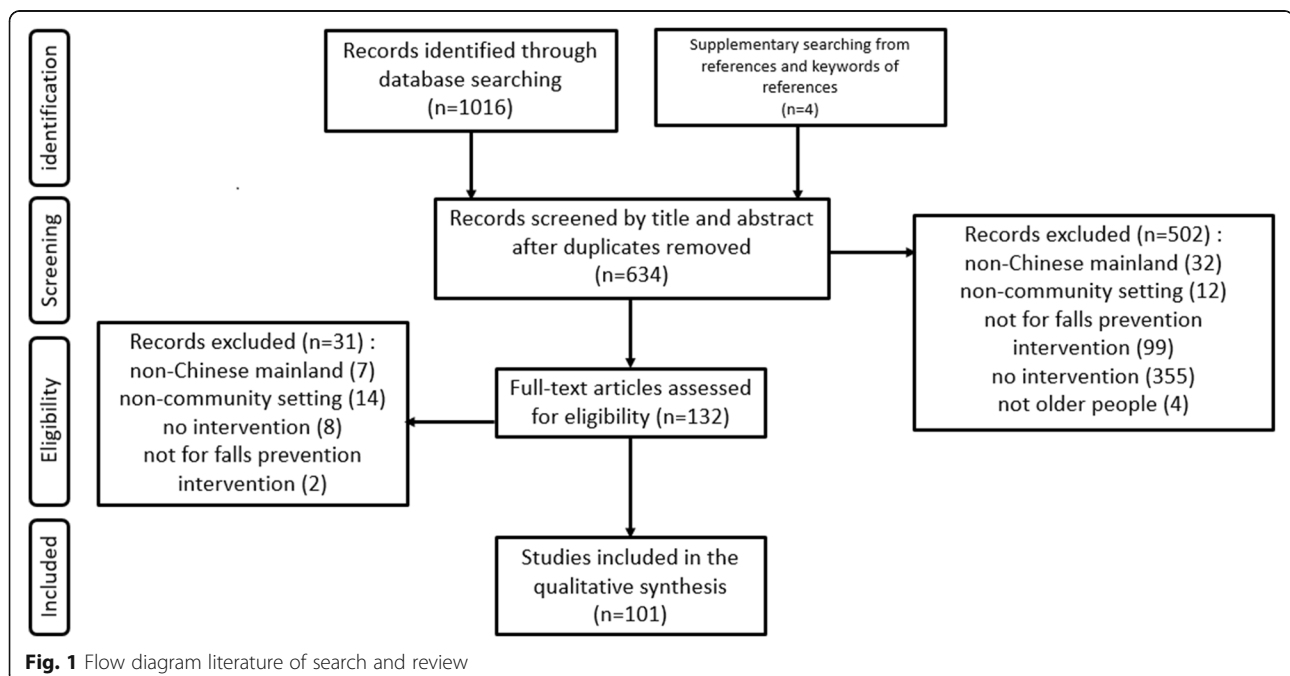 identification
Records identified through
database searching
(n=1016)
Supplementary searching from
references and keywords of
references
(n=4)
Screening
Records screened by title and abstract
after duplicates removed
(n=634)
Records excluded (n=502) :
non-Chinese mainland (32)
non-community setting (12)
not for falls prevention
intervention (99)
no intervention (355)
not older people (4)
Eligibility
Records excluded (n=31) :
non-Chinese mainland (7)
non-community setting (14)
no intervention (8)
not for falls prevention
intervention (2)
Full-text articles assessed
for eligibility (n=132)
Included
Studies included in the
qualitative synthesis
(n=101)
Fig. 1 Flow diagram literature of search and review